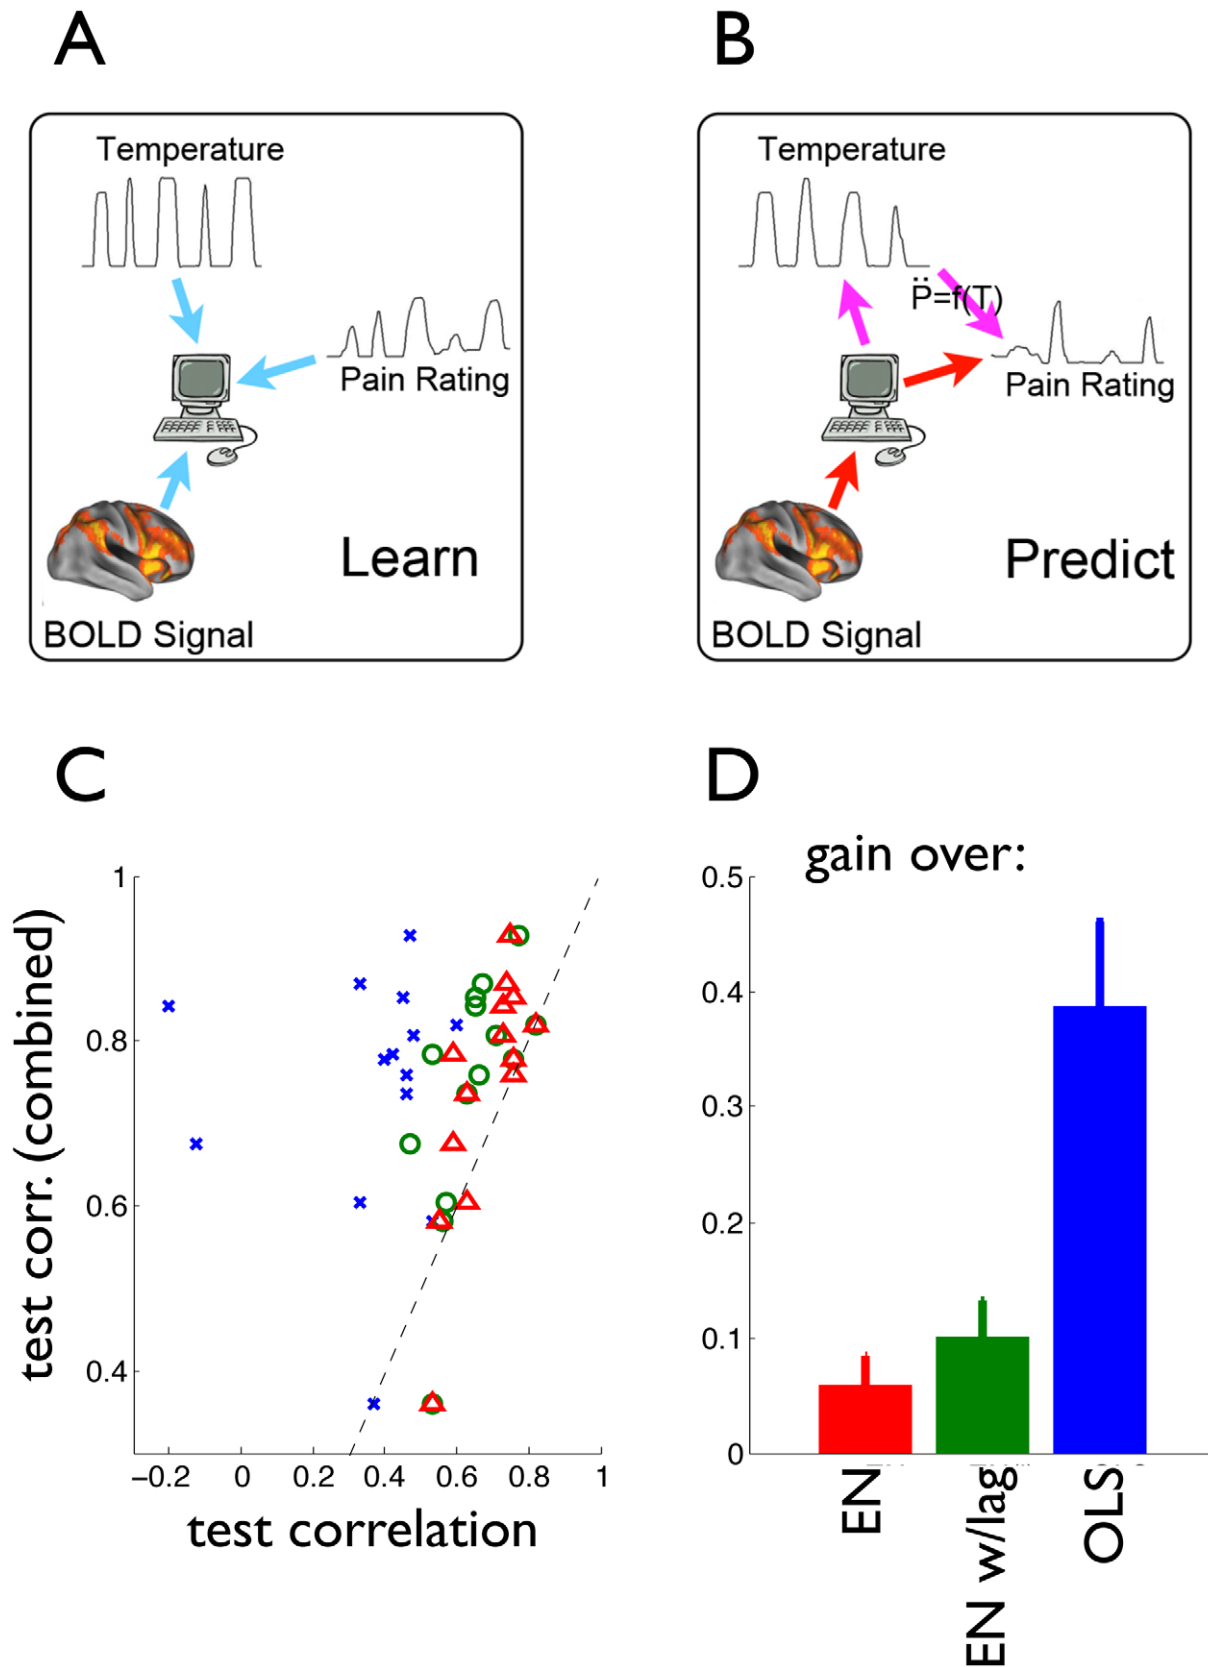 A
Temperature
Pain Rating
Learn
BOLD Signal
B
Temperature
P̈=f(T)
Pain Rating
Predict
BOLD Signal
C
test corr. (combined)
1
0.8
0.6
0.4
−0.2 0 0.2 0.4 0.6 0.8 1
test correlation
D
gain over:
0.5
0.4
0.3
0.2
0.1
0
EN
EN w/lag
OLS